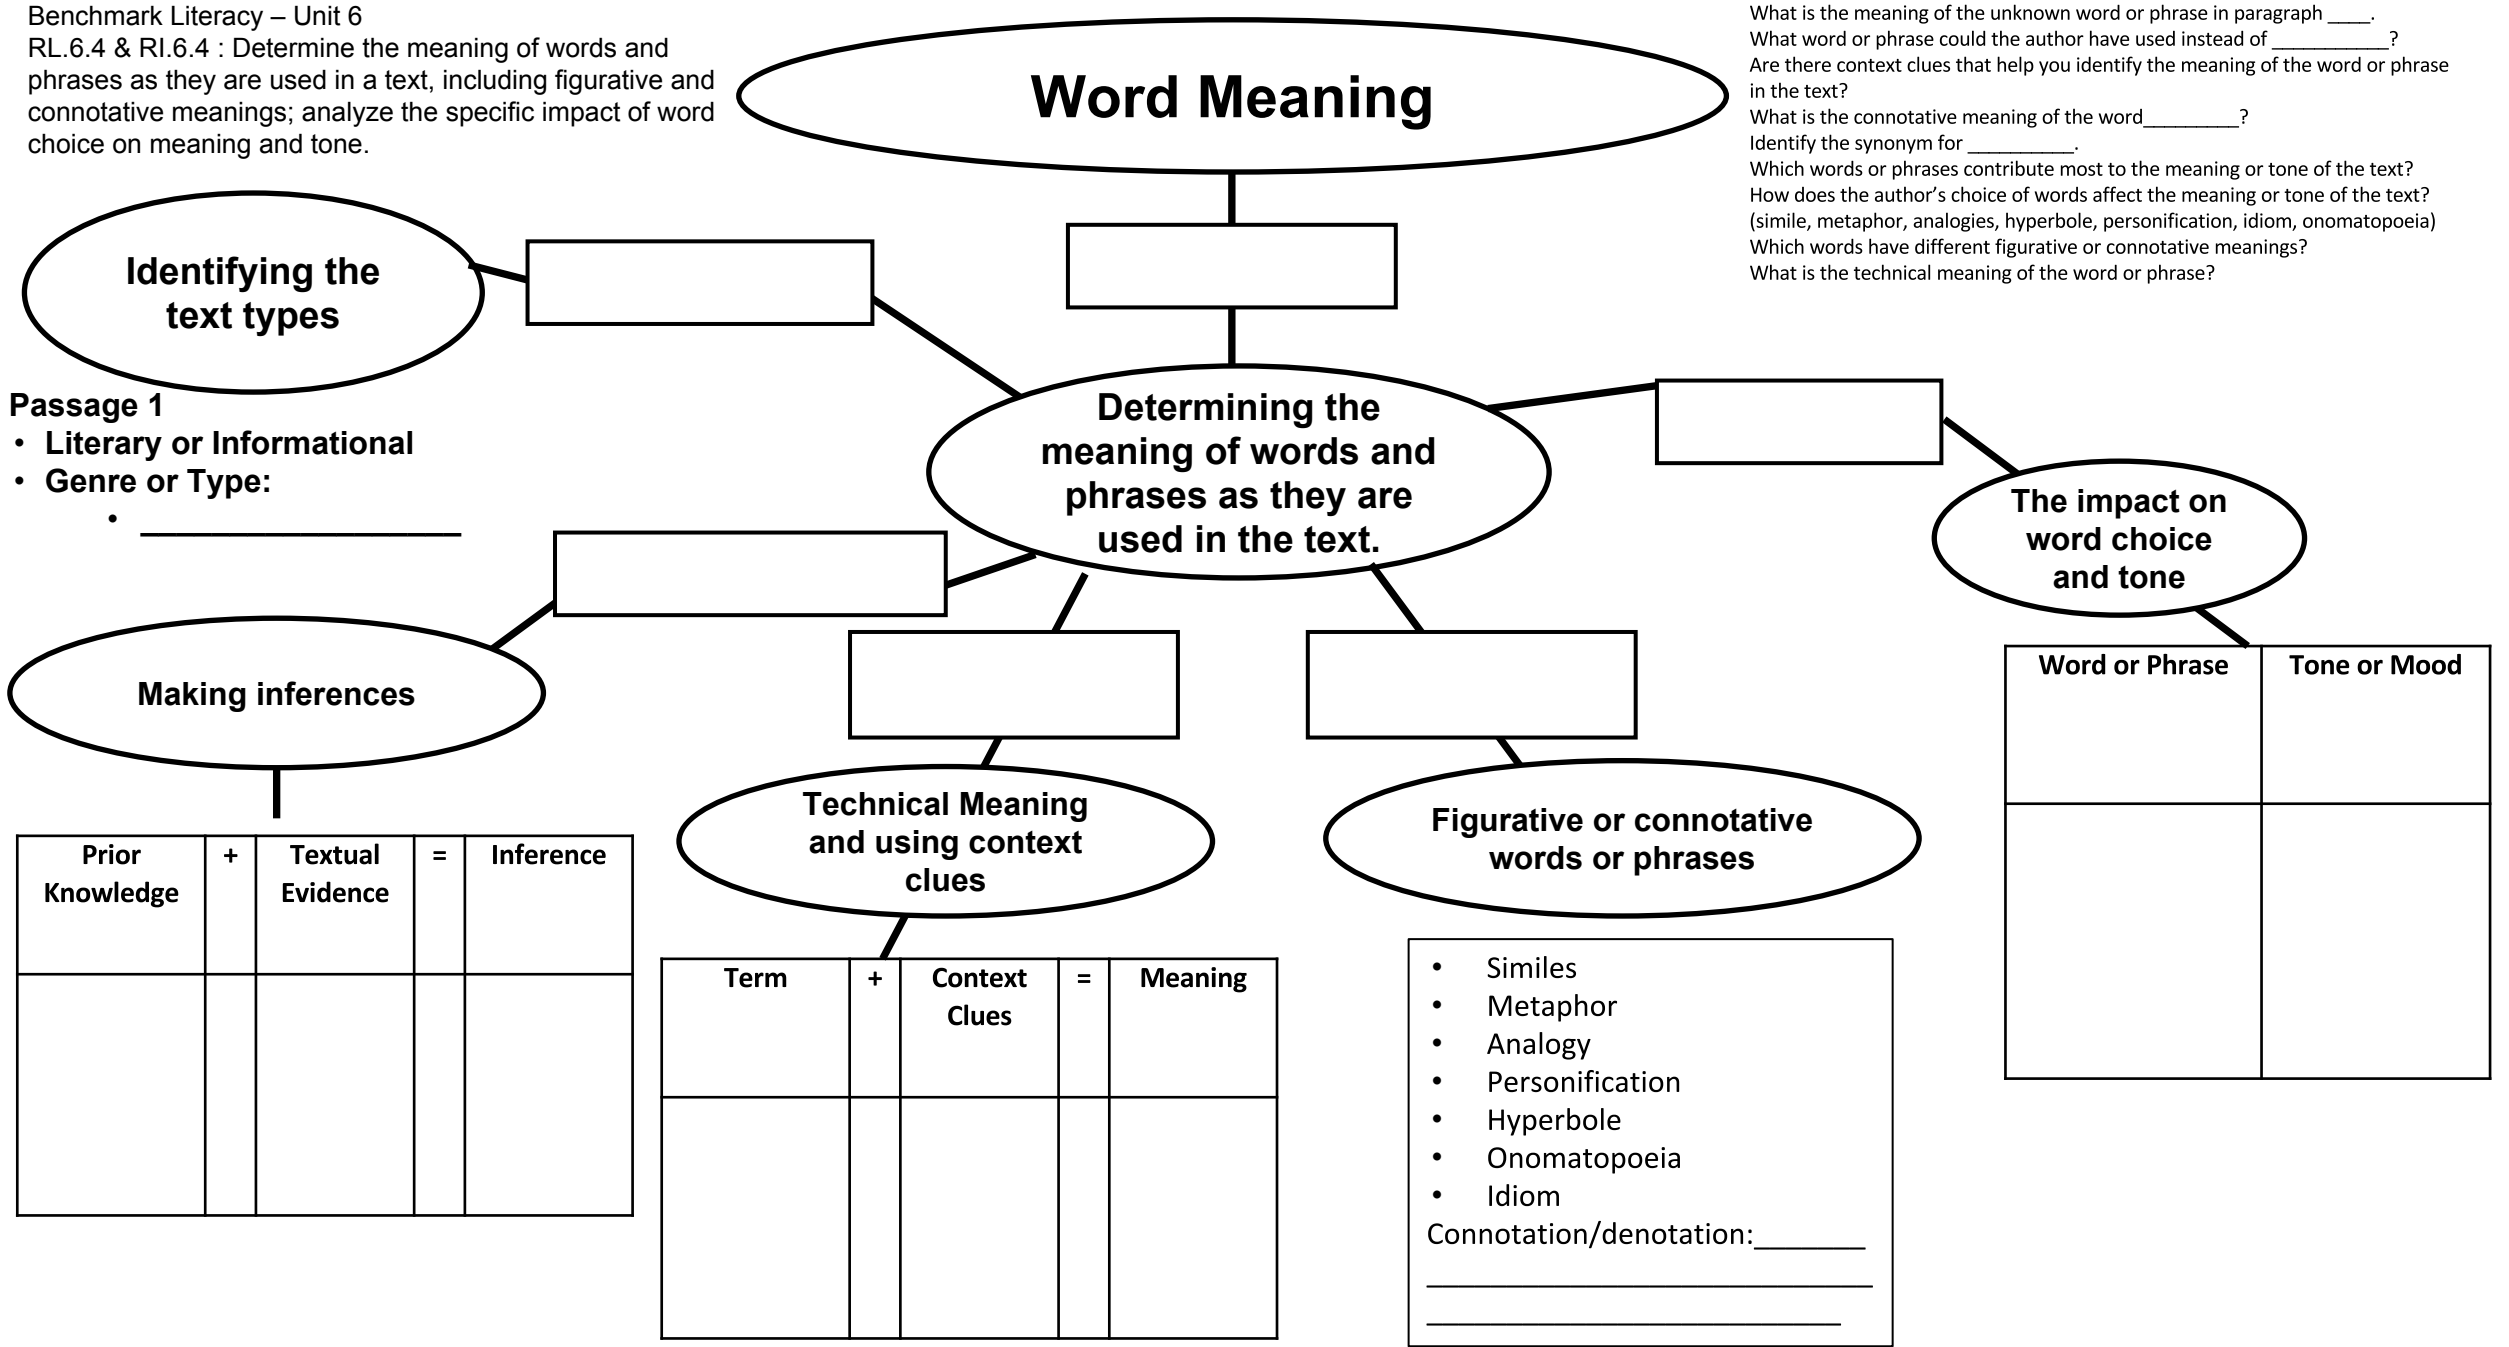 Benchmark Literacy – Unit 6
RL.6.4 & RI.6.4 : Determine the meaning of words and
phrases as they are used in a text, including figurative and
connotative meanings; analyze the specific impact of word
choice on meaning and tone.
Word Meaning
What is the meaning of the unknown word or phrase in paragraph ____.
What word or phrase could the author have used instead of ___________?
Are there context clues that help you identify the meaning of the word or phrase
in the text?
What is the connotative meaning of the word_________?
Identify the synonym for __________.
Which words or phrases contribute most to the meaning or tone of the text?
How does the author’s choice of words affect the meaning or tone of the text?
(simile, metaphor, analogies, hyperbole, personification, idiom, onomatopoeia)
Which words have different figurative or connotative meanings?
What is the technical meaning of the word or phrase?
Identifying the
text types
Passage 1
• Literary or Informational
• Genre or Type:
• __________________
Determining the
meaning of words and
phrases as they are
used in the text.
The impact on
word choice
and tone
Word or Phrase Tone or Mood
Making inferences
Prior + Textual = Inference
Knowledge Evidence
Technical Meaning
and using context
clues
Term + Context = Meaning
Clues
Figurative or connotative
words or phrases
• Similes
• Metaphor
• Analogy
• Personification
• Hyperbole
• Onomatopoeia
• Idiom
Connotation/denotation:_______
____________________________
__________________________